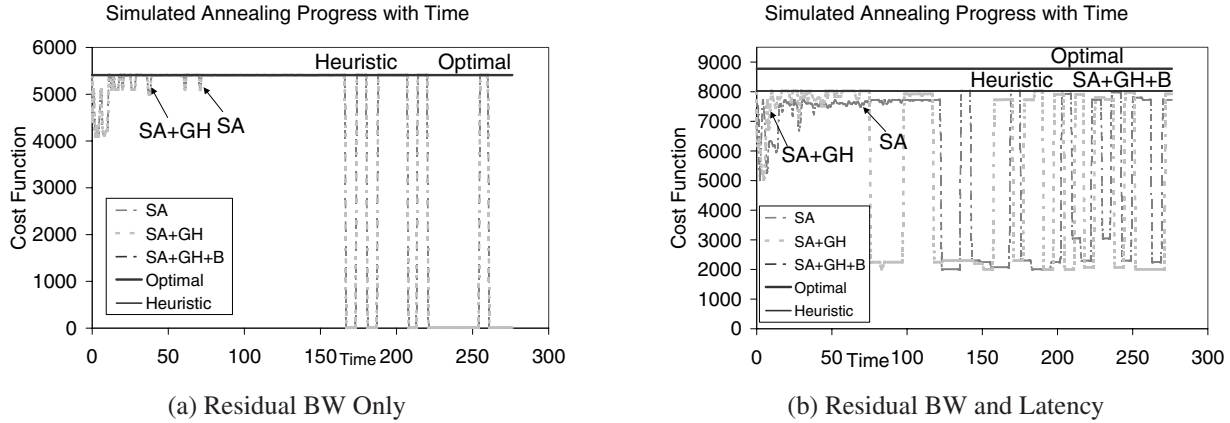 Simulated Annealing Progress with Time
6000
5000
4000
3000
2000
1000
0
Cost Function
Heuristic
Optimal
SA+GH
SA
SA
SA+GH
SA+GH+B
Optimal
Heuristic
0
50
100
150
Time
200
250
300
(a) Residual BW Only
Simulated Annealing Progress with Time
9000
8000
7000
6000
5000
4000
3000
2000
1000
0
Cost Function
Optimal
Heuristic
SA+GH+B
SA+GH
SA
SA
SA+GH
SA+GH+B
Optimal
Heuristic
0
50
Time
100
150
200
250
300
(b) Residual BW and Latency